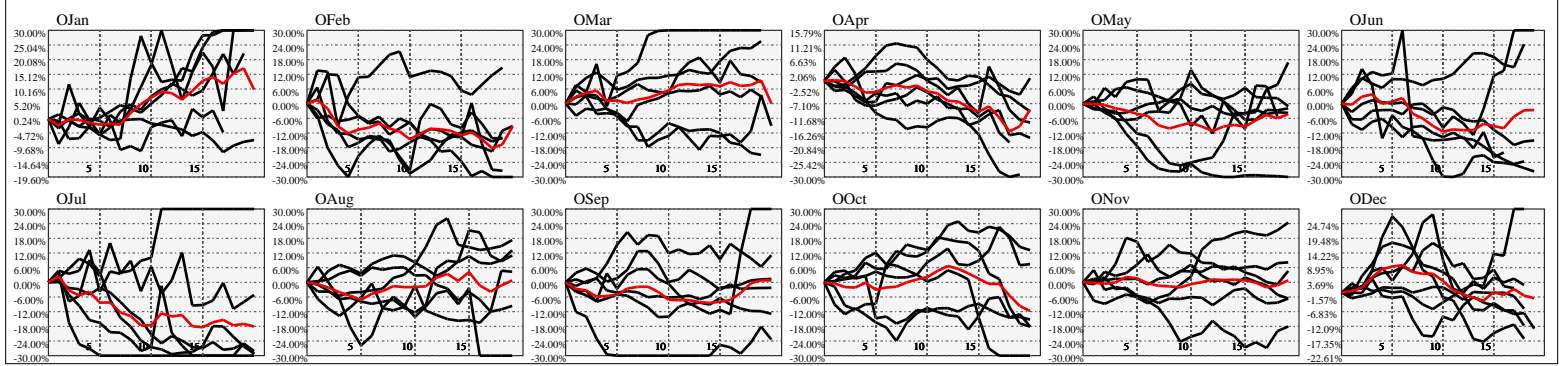 OJan OFeb OMar OApr OMay OJun
30.00% 30.00% 30.00% 15.79% 30.00% 30.00%
25.04% 24.00% 24.00% 11.21% 24.00% 24.00%
20.08% 18.00% 18.00% 6.63% 18.00% 18.00%
15.12% 12.00% 12.00% 2.06% 12.00% 12.00%
10.16% 6.00% 6.00% -2.52% 6.00% 6.00%
5.20% 0.00% 0.00% -7.10% 0.00% 0.00%
0.24% -6.00% -6.00% -11.68% -6.00% -6.00%
-4.72% -12.00% -12.00% -16.26% -12.00% -12.00%
-9.68% -18.00% -18.00% -20.84% -18.00% -18.00%
-14.64% -24.00% -24.00% -25.42% -24.00% -24.00%
-19.60% -30.00% -30.00% -30.00% -30.00% -30.00%
5 10 15 5 10 15 5 10 15 5 10 15 5 10 15 5 10 15
OJul OAug OSep OOct ONov ODec
30.00% 30.00% 30.00% 30.00% 30.00%
24.00% 24.00% 24.00% 24.00% 24.00% 24.74%
18.00% 18.00% 18.00% 18.00% 18.00% 19.48%
12.00% 12.00% 12.00% 12.00% 12.00% 14.22%
6.00% 6.00% 6.00% 6.00% 6.00% 8.95%
0.00% 0.00% 0.00% 0.00% 0.00% 3.69%
-6.00% -6.00% -6.00% -6.00% -6.00% -1.57%
-12.00% -12.00% -12.00% -12.00% -12.00% -6.83%
-18.00% -18.00% -18.00% -18.00% -18.00% -12.09%
-24.00% -24.00% -24.00% -24.00% -24.00% -17.35%
-30.00% -30.00% -30.00% -30.00% -30.00% -22.61%
5 10 15 5 10 15 5 10 15 5 10 15 5 10 15 5 10 15